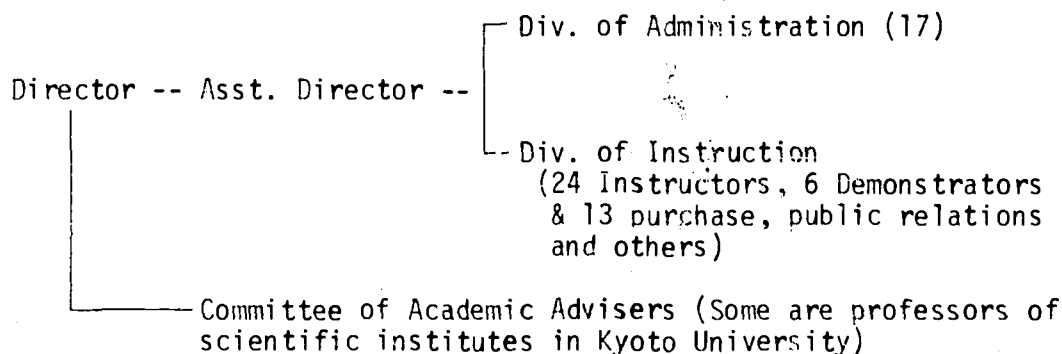 Div. of Administration (17)
Director -- Asst. Director --
Div. of Instruction
(24 Instructors, 6 Demonstrators
& 13 purchase, public relations
and others)
Committee of Academic Advisers (Some are professors of
scientific institutes in Kyoto University)